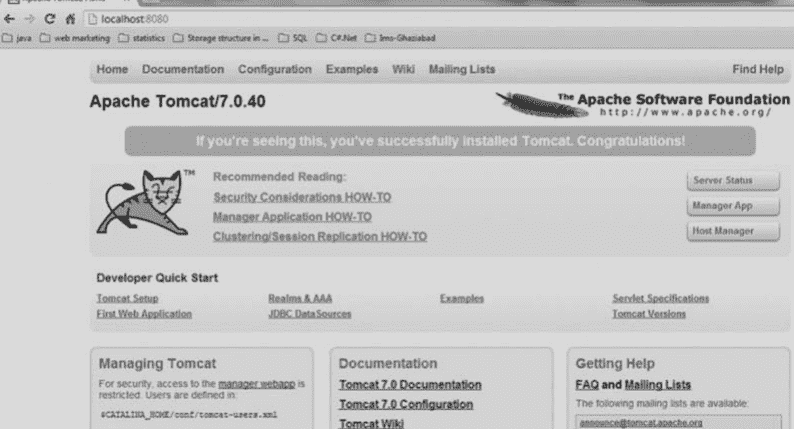 localhost:8080
java web marketing statistics Storage structure in ... SQL C#.Net Ims-Ghaziabad
Home Documentation Configuration Examples Wiki Mailing Lists Find Help
Apache Tomcat/7.0.40
The Apache Software Foundation
http://www.apache.org/
If you're seeing this, you've successfully installed Tomcat. Congratulations!
TM
Recommended Reading:
Security Considerations HOW-TO
Manager Application HOW-TO
Clustering/Session Replication HOW-TO
Server Status
Manager App
Host Manager
Developer Quick Start
Tomcat Setup
First Web Application
Realms & AAA
JDBC DataSources
Examples
Servlet Specifications
Tomcat Versions
Managing Tomcat
For security, access to the manager webapp is
restricted. Users are defined in:
$CATALINA_HOME/conf/tomcat-users.xml
Documentation
Tomcat 7.0 Documentation
Tomcat 7.0 Configuration
Tomcat Wiki
Getting Help
FAQ and Mailing Lists
The following mailing lists are available:
announce@tomcat.apache.org